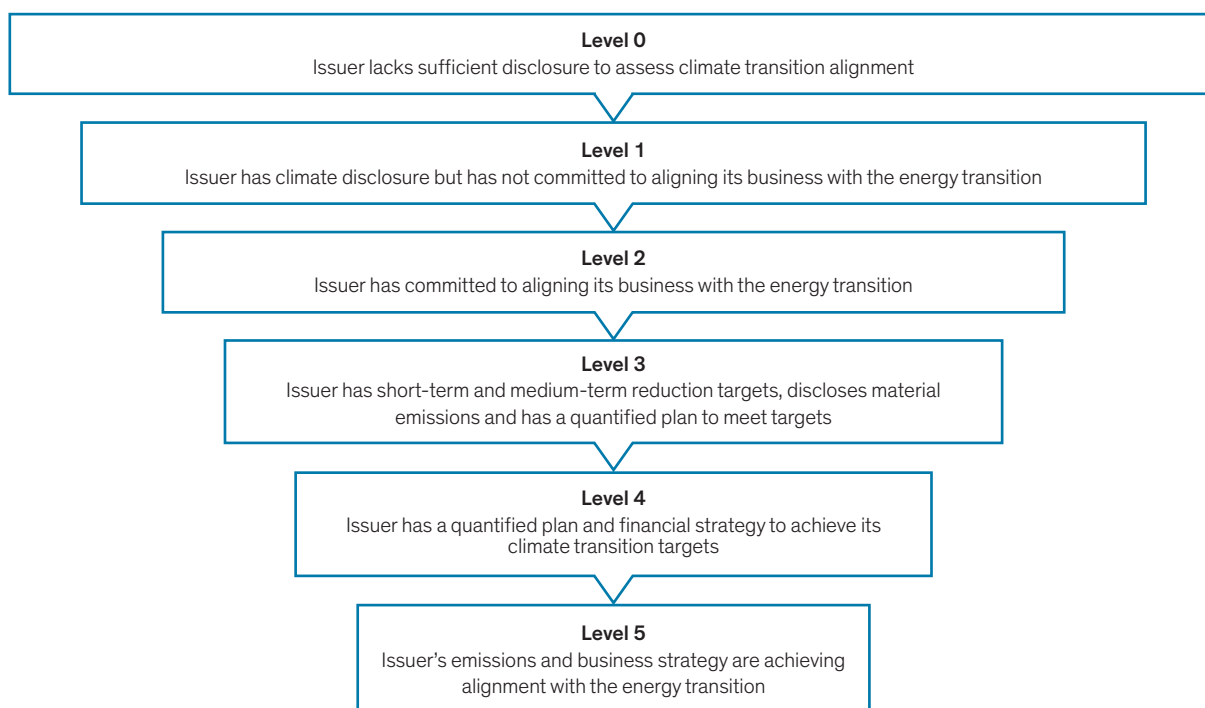 Level 0
Issuer lacks sufficient disclosure to assess climate transition alignment
Level 1
Issuer has climate disclosure but has not committed to aligning its business with the energy transition
Level 2
Issuer has committed to aligning its business with the energy transition
Level 3
Issuer has short-term and medium-term reduction targets, discloses material
emissions and has a quantified plan to meet targets
Level 4
Issuer has a quantified plan and financial strategy to achieve its
climate transition targets
Level 5
Issuer’s emissions and business strategy are achieving
alignment with the energy transition